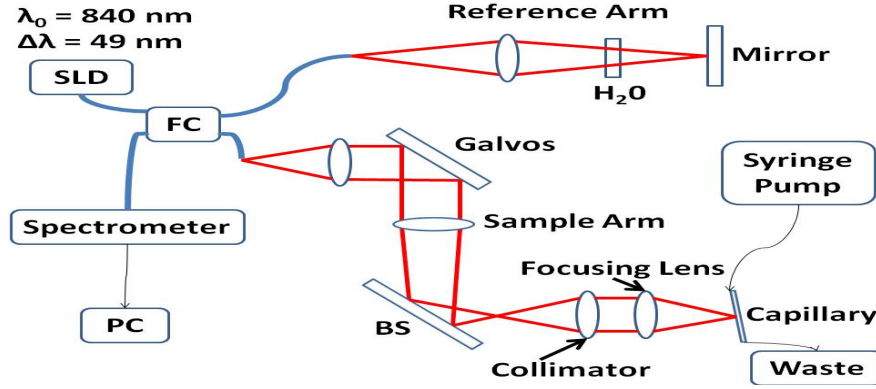 λ₀ = 840 nm
Δλ = 49 nm
SLD
FC
Spectrometer
PC
Reference Arm
H₂0
Mirror
Galvos
Sample Arm
BS
Focusing Lens
Collimator
Syringe
Pump
Capillary
Waste